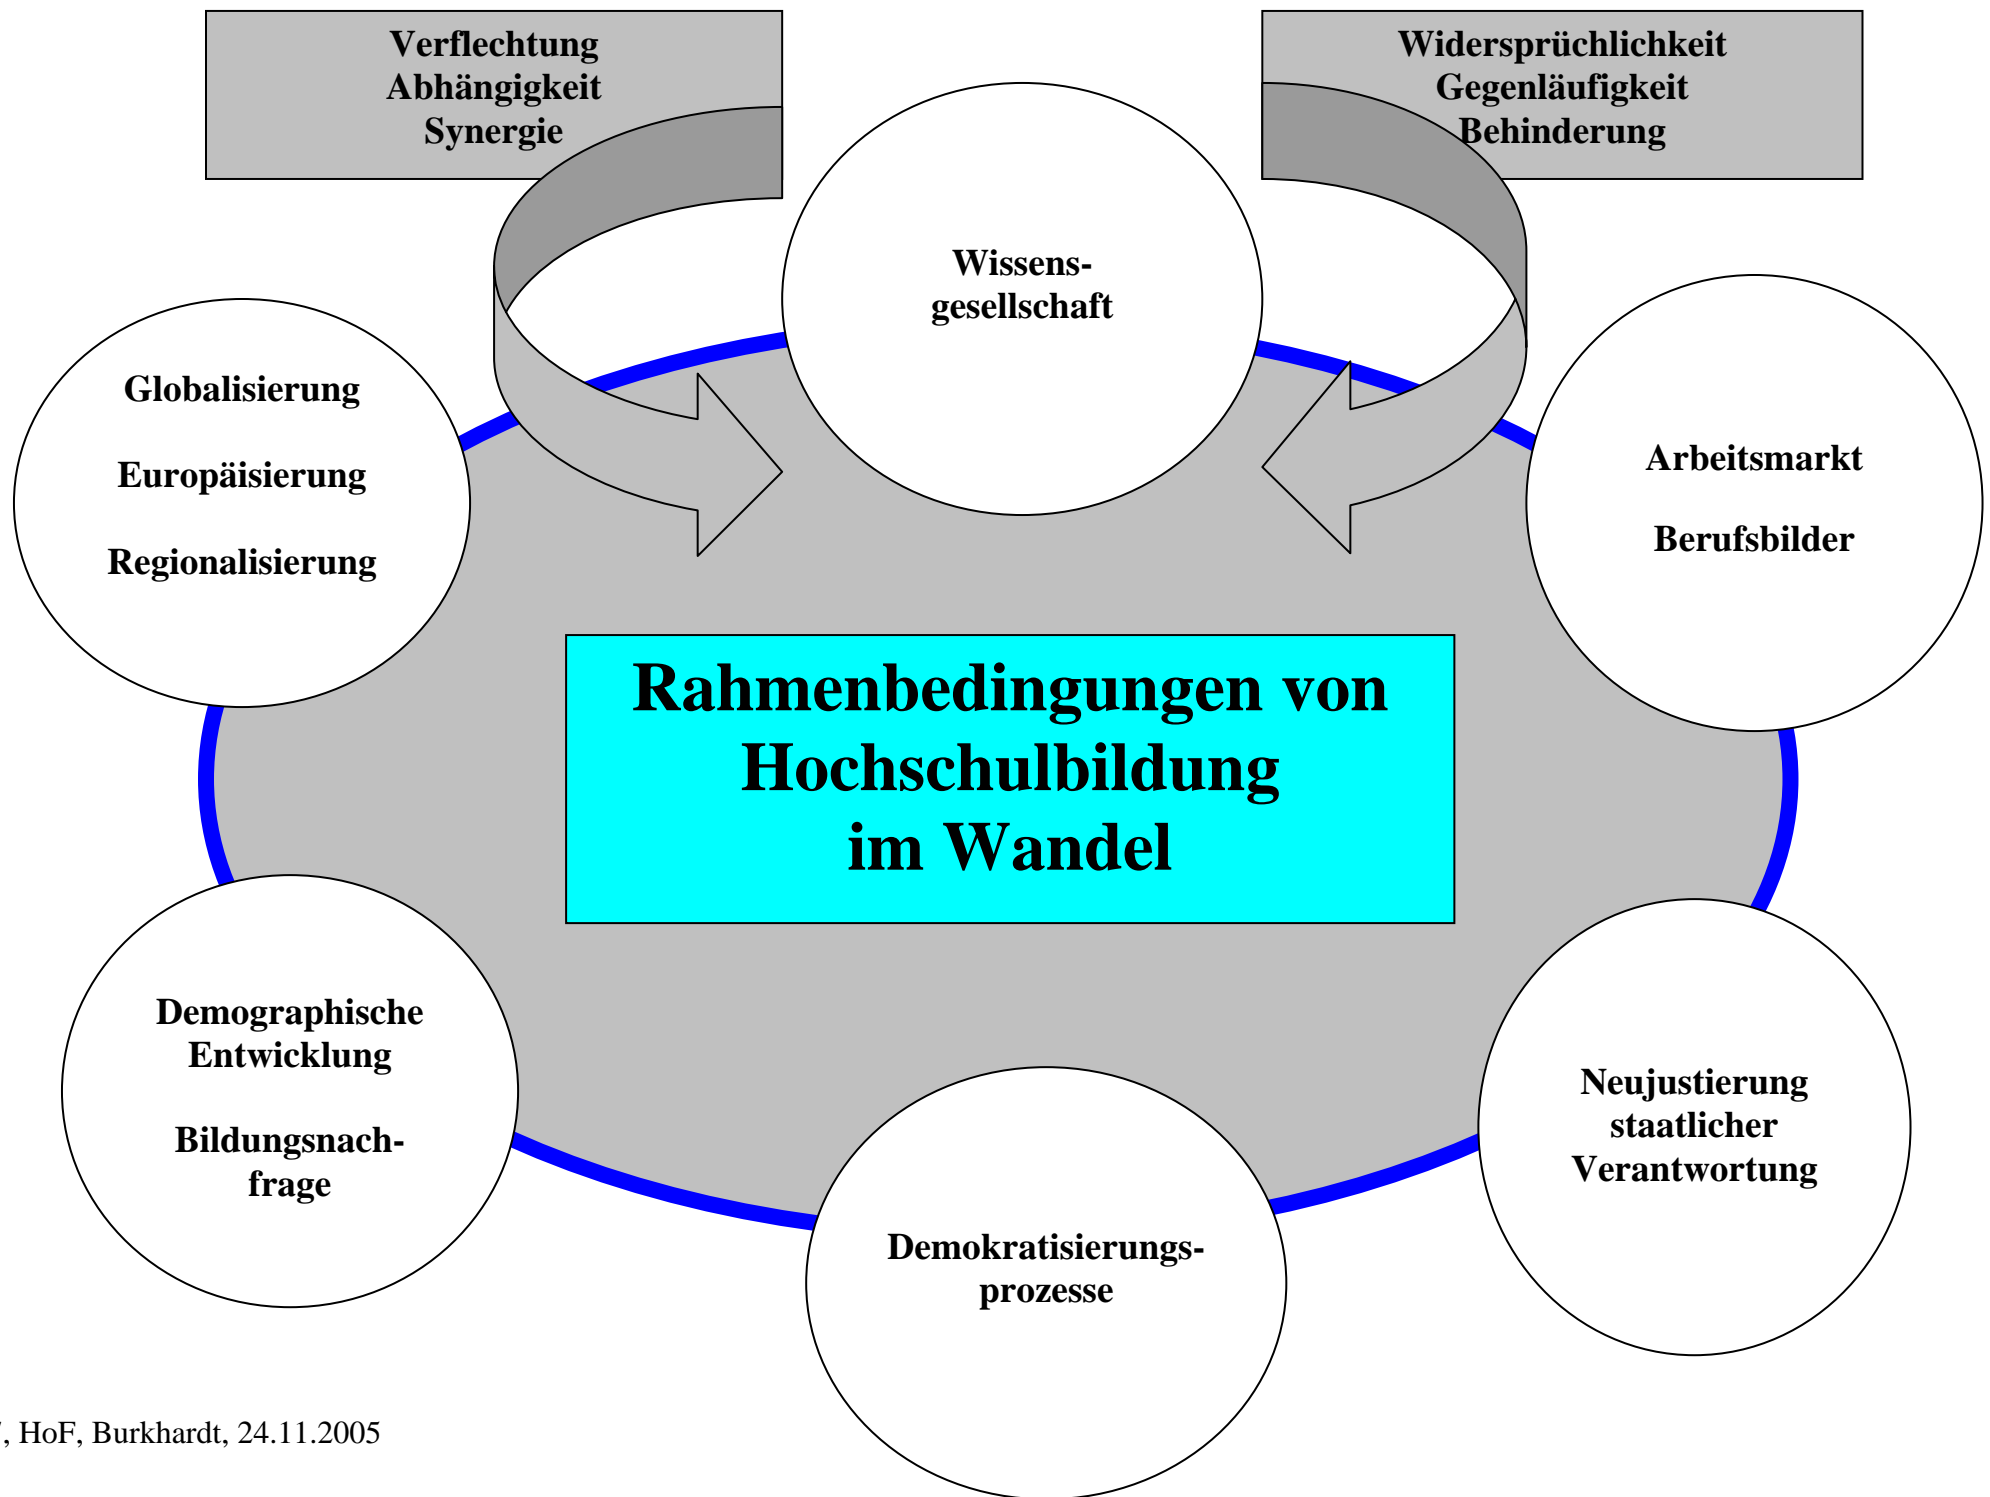 Verflechtung
Abhängigkeit
Synergie
Widersprüchlichkeit
Gegenläufigkeit
Behinderung
Wissens-
gesellschaft
Globalisierung
Europäisierung
Regionalisierung
Arbeitsmarkt
Berufsbilder
Rahmenbedingungen von
Hochschulbildung
im Wandel
Demographische
Entwicklung
Bildungsnach-
frage
Neujustierung
staatlicher
Verantwortung
Demokratisierungs-
prozesse
, HoF, Burkhardt, 24.11.2005